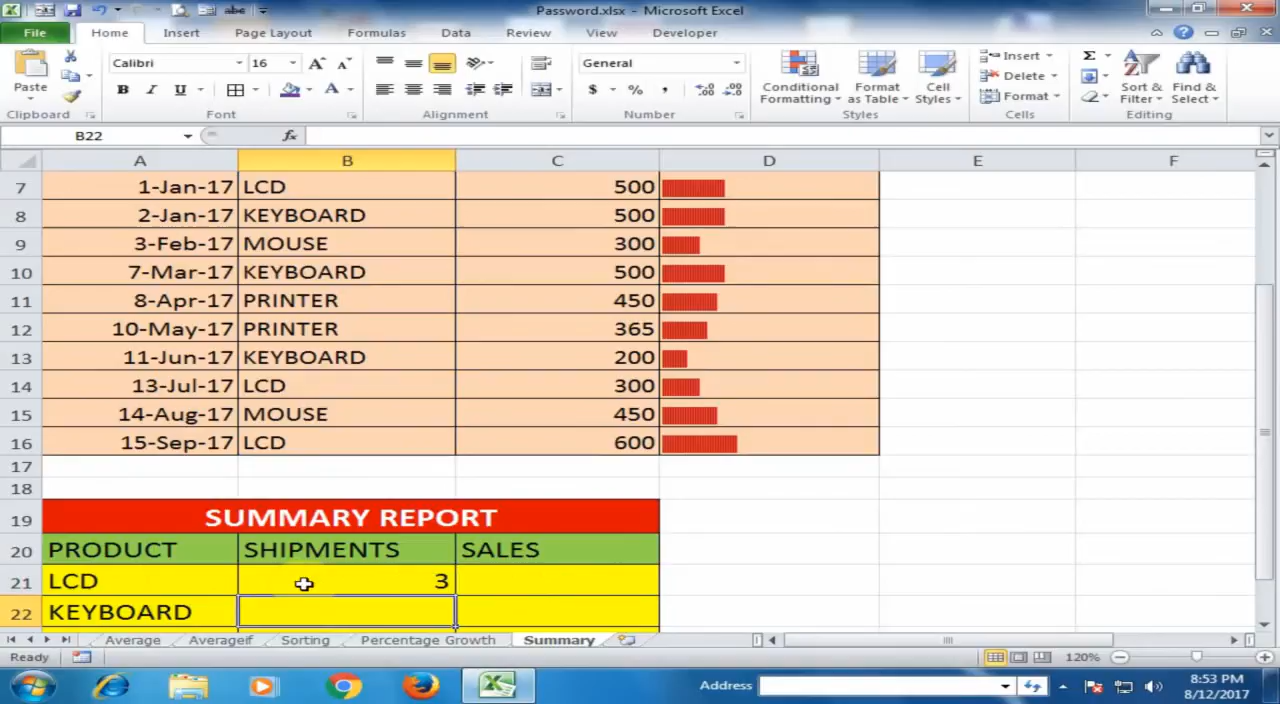 Password.xlsx - Microsoft Excel
File Home Insert Page Layout Formulas Data Review View Developer
Calibri 16 General
Paste
B I U A $ % ,
Conditional Formatting
Format as Table
Cell Styles
Insert
Delete
Format
Σ
Sort & Filter
Find & Select
Clipboard Font Alignment Number Styles Cells Editing
B22 fx
A B C D E F
7 1-Jan-17 LCD 500
8 2-Jan-17 KEYBOARD 500
9 3-Feb-17 MOUSE 300
10 7-Mar-17 KEYBOARD 500
11 8-Apr-17 PRINTER 450
12 10-May-17 PRINTER 365
13 11-Jun-17 KEYBOARD 200
14 13-Jul-17 LCD 300
15 14-Aug-17 MOUSE 450
16 15-Sep-17 LCD 600
17
18
19 SUMMARY REPORT
20 PRODUCT SHIPMENTS SALES
21 LCD 3
22 KEYBOARD
Average Averageif Sorting Percentage Growth Summary
Ready 120%
Address
8:53 PM
8/12/2017